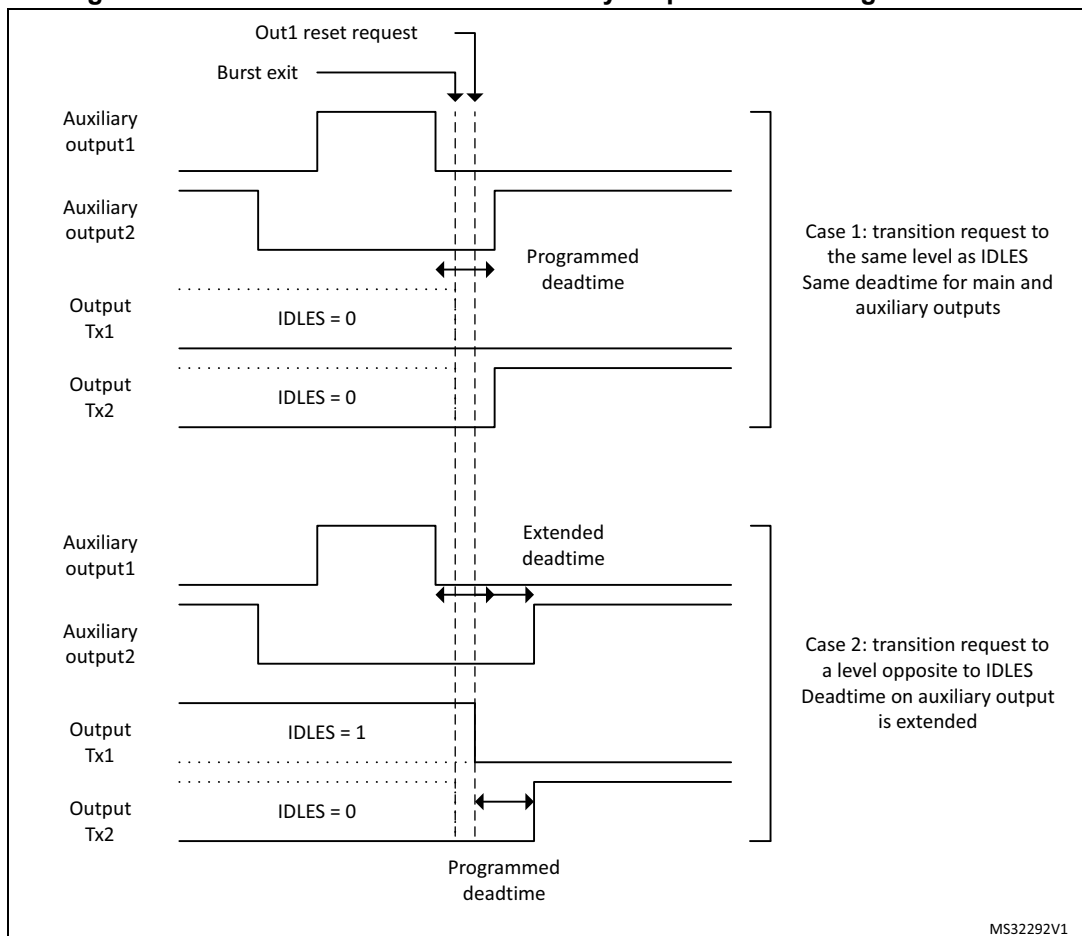 Out1 reset request
Burst exit
Auxiliary
output1
Auxiliary
output2
Programmed
deadtime
Output
Tx1
IDLES = 0
Output
Tx2
IDLES = 0
Case 1: transition request to
the same level as IDLES
Same deadtime for main and
auxiliary outputs
Auxiliary
output1
Extended
deadtime
Auxiliary
output2
Output
Tx1
IDLES = 1
Output
Tx2
IDLES = 0
Programmed
deadtime
Case 2: transition request to
a level opposite to IDLES
Deadtime on auxiliary output
is extended
MS32292V1